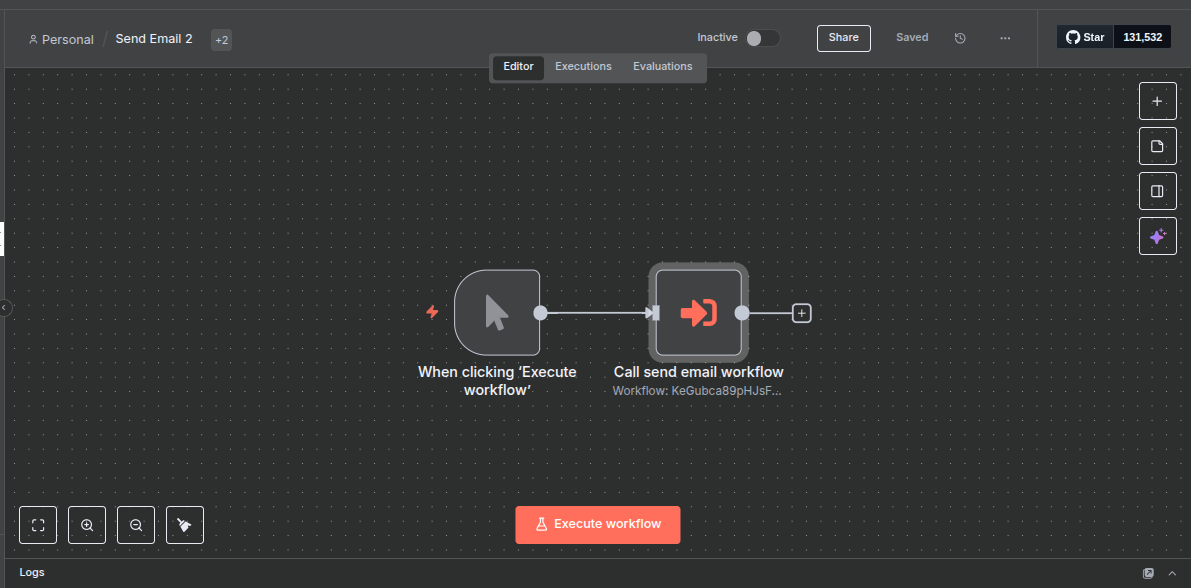 Personal / Send Email 2 +2
Inactive
Share
Saved
Star 131,532
Editor Executions Evaluations
When clicking ‘Execute
workflow’
Call send email workflow
Workflow: KeGubca89pHJsF...
Execute workflow
Logs